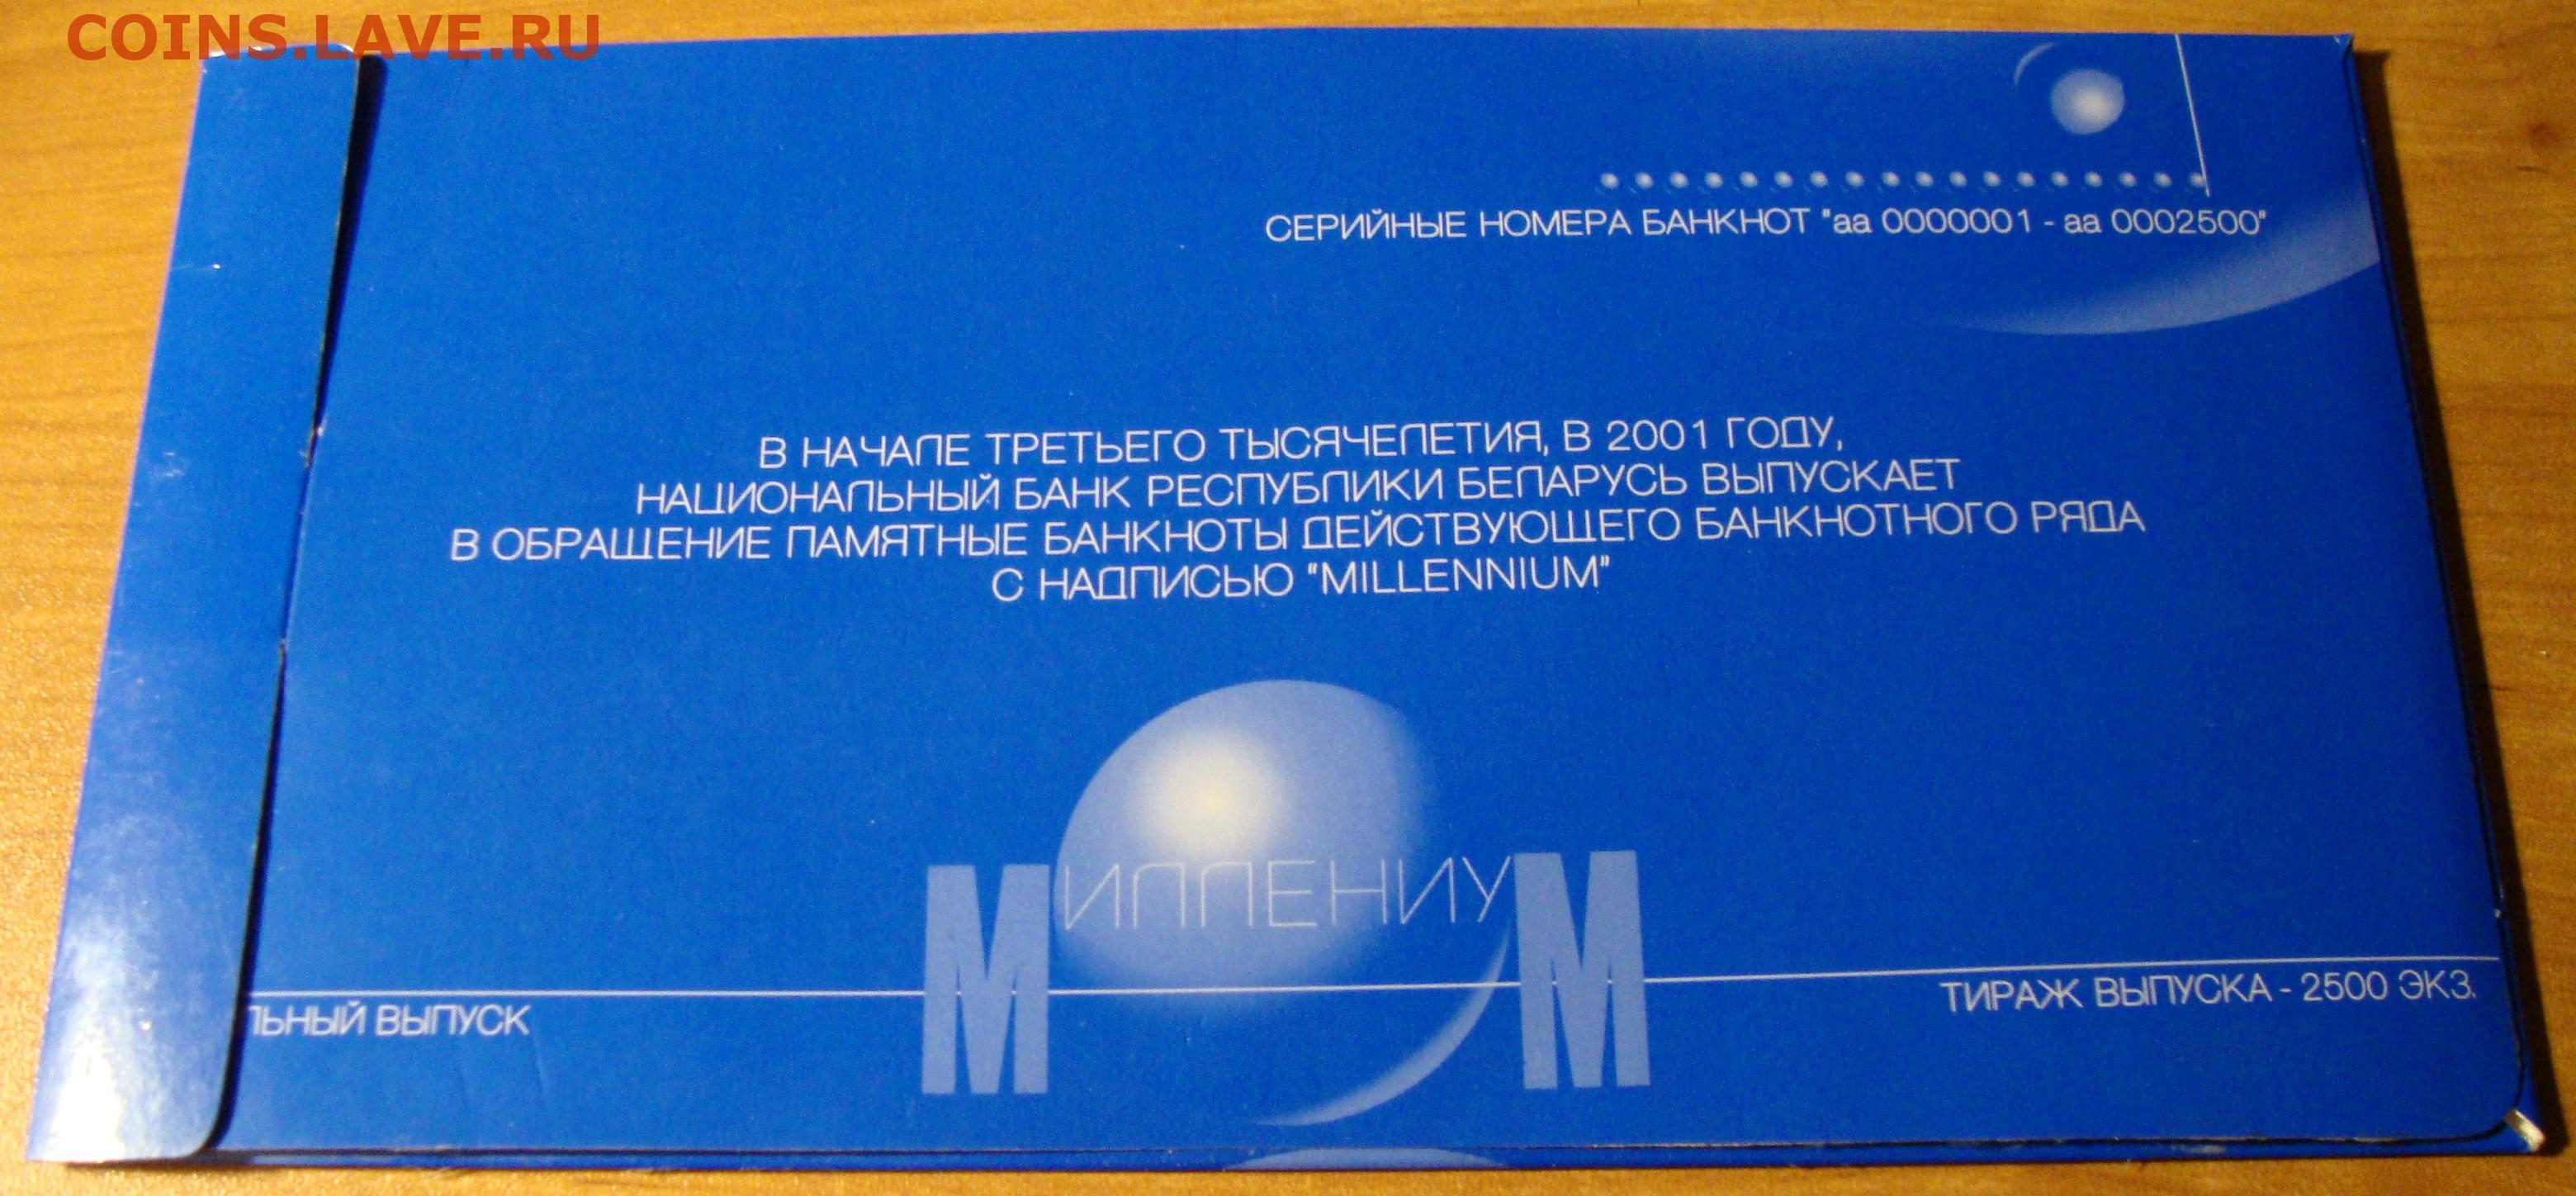 COINS.LAVE.RU
СЕРИЙНЫЕ НОМЕРА БАНКНОТ "аа 0000001 - аа 0002500"
В НАЧАЛЕ ТРЕТЬЕГО ТЫСЯЧЕЛЕТИЯ, В 2001 ГОДУ,
НАЦИОНАЛЬНЫЙ БАНК РЕСПУБЛИКИ БЕЛАРУСЬ ВЫПУСКАЕТ
В ОБРАЩЕНИЕ ПАМЯТНЫЕ БАНКНОТЫ ДЕЙСТВУЮЩЕГО БАНКНОТНОГО РЯДА
С НАДПИСЬЮ "MILLENNIUM"
МИЛЛЕНИУМ
ЛЬНЫЙ ВЫПУСК
ТИРАЖ ВЫПУСКА - 2500 ЭКЗ.